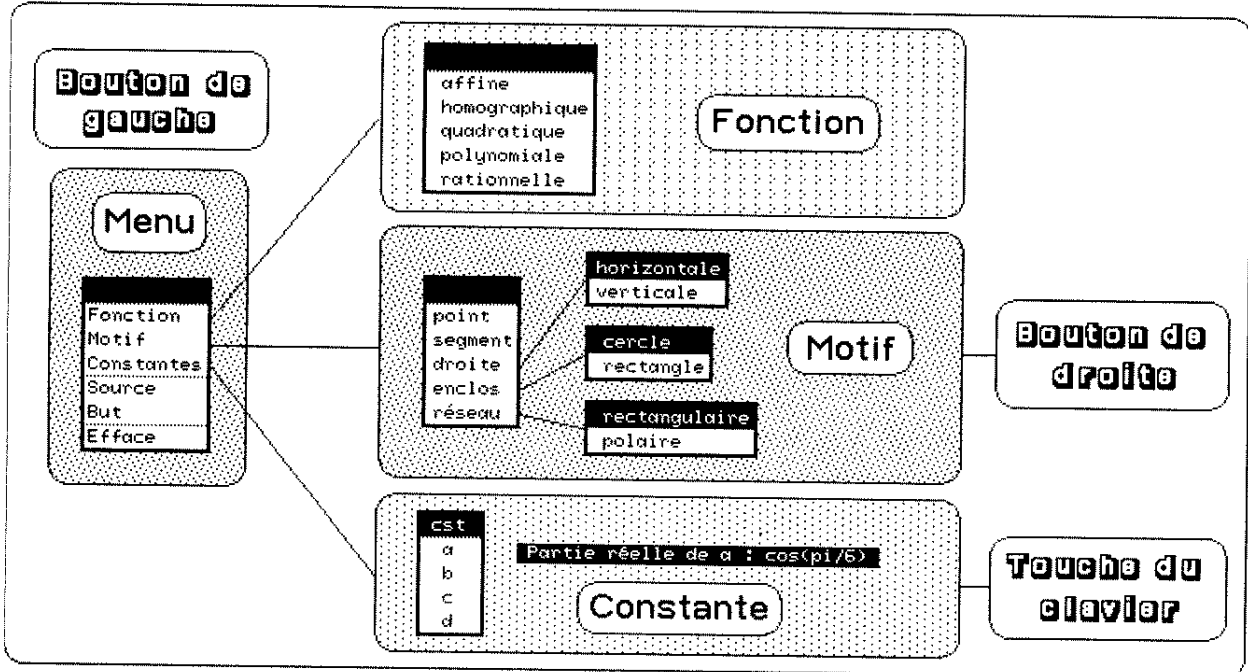 Bouton de
gauche
Menu
Fonction
Motif
Constantes
Source
But
Efface
affine
homographique
quadratique
polynomiale
rationnelle
Fonction
point
segment
droite
enclos
réseau
horizontale
verticale
cercle
rectangle
rectangulaire
polaire
Motif
Bouton de
droite
cst
a
b
c
d
Partie réelle de a : cos(pi/6)
Constante
Touche du
clavier